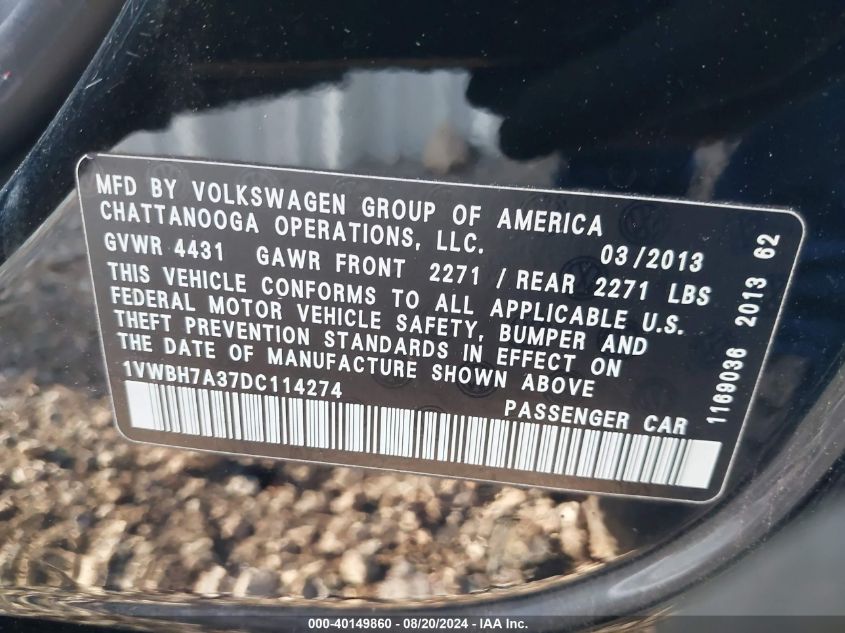 MFD BY VOLKSWAGEN GROUP OF AMERICA
CHATTANOOGA OPERATIONS, LLC.
03/2013
GVWR 4431 GAWR FRONT 2271 / REAR 2271 LBS
THIS VEHICLE CONFORMS TO ALL APPLICABLE U.S.
FEDERAL MOTOR VEHICLE SAFETY, BUMPER AND
THEFT PREVENTION STANDARDS IN EFFECT ON
THE DATE OF MANUFACTURE SHOWN ABOVE
1VWBH7A37DC114274
PASSENGER CAR
1169036 2013 62
000-40149860 - 08/20/2024 - IAA, Inc.